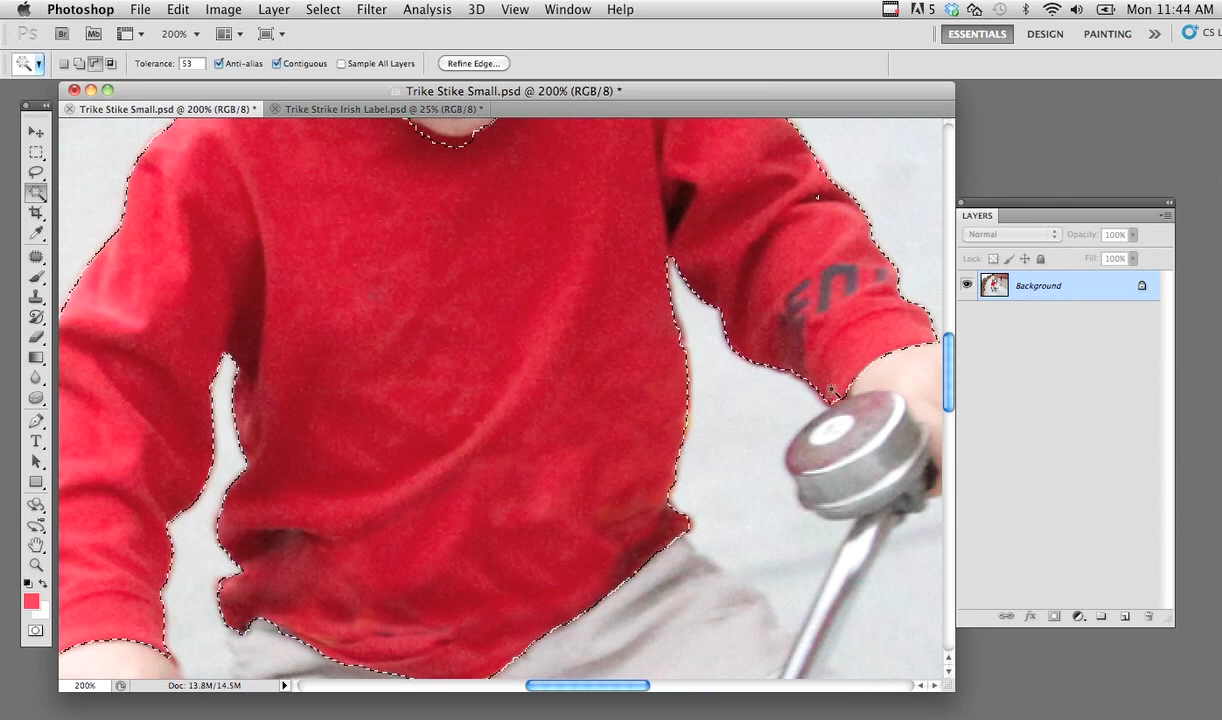 Photoshop File Edit Image Layer Select Filter Analysis 3D View Window Help 5 Mon 11:44 AM
Ps Br Mb 200% ESSENTIALS DESIGN PAINTING CS L
Tolerance: 53 Anti-alias Contiguous Sample All Layers Refine Edge...
Trike Stike Small.psd @ 200% (RGB/8) *
Trike Stike Small.psd @ 200% (RGB/8) * Trike Strike Irish Label.psd @ 25% (RGB/8) *
LAYERS
Normal Opacity: 100%
Lock: Fill: 100%
Background
200% Doc: 13.8M/14.5M